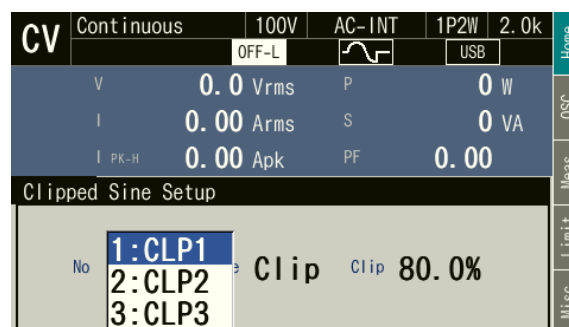 CV Continuous 100V AC-INT 1P2W 2.0k
OFF-L USB
V 0.0 Vrms P 0 W
I 0.00 Arms S 0 VA
I PK-H 0.00 Apk PF 0.00
Clipped Sine Setup
No 1:CLP1 e Clip Clip 80.0%
2:CLP2
3:CLP3
Home
OSC
Meas
Limit
Misc